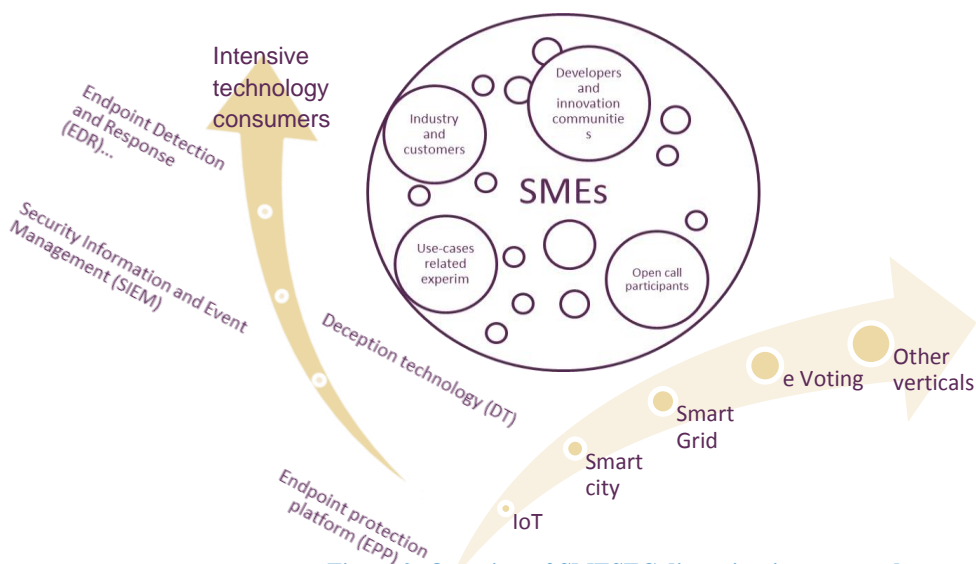 Intensive
technology
consumers
Endpoint Detection
and Response
(EDR)...
Security Information and Event
Management (SIEM)
Deception technology (DT)
Endpoint protection
platform (EPP)
Industry
and
customers
Developers
and
innovation
communitie
s
SMEs
Use-cases
related
experim
Open call
participants
IoT
Smart
city
Smart
Grid
e Voting
Other
verticals